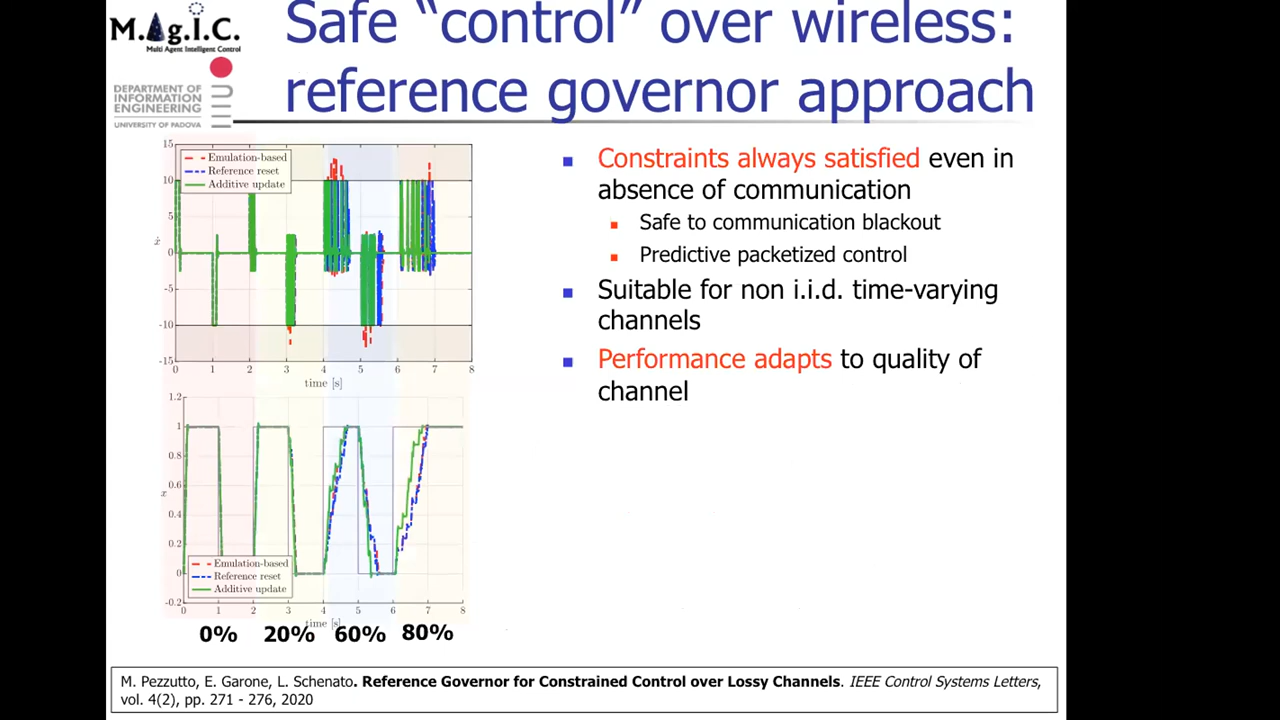 M.A.g.I.C.
Multi Agent Intelligent Control
DEPARTMENT OF
INFORMATION
ENGINEERING
UNIVERSITY OF PADOVA
Safe “control” over wireless:
reference governor approach
15
10
5
0
-5
-10
-15
ẋ
Emulation-based
Reference reset
Additive update
0 1 2 3 4 5 6 7 8
time [s]
1.2
1
0.8
0.6
0.4
0.2
0
-0.2
x
Emulation-based
Reference reset
Additive update
0 1 2 3 4 5 6 7 8
time [s]
0% 20% 60% 80%
Constraints always satisfied even in
absence of communication
Safe to communication blackout
Predictive packetized control
Suitable for non i.i.d. time-varying
channels
Performance adapts to quality of
channel
M. Pezzutto, E. Garone, L. Schenato. Reference Governor for Constrained Control over Lossy Channels. IEEE Control Systems Letters,
vol. 4(2), pp. 271 - 276, 2020